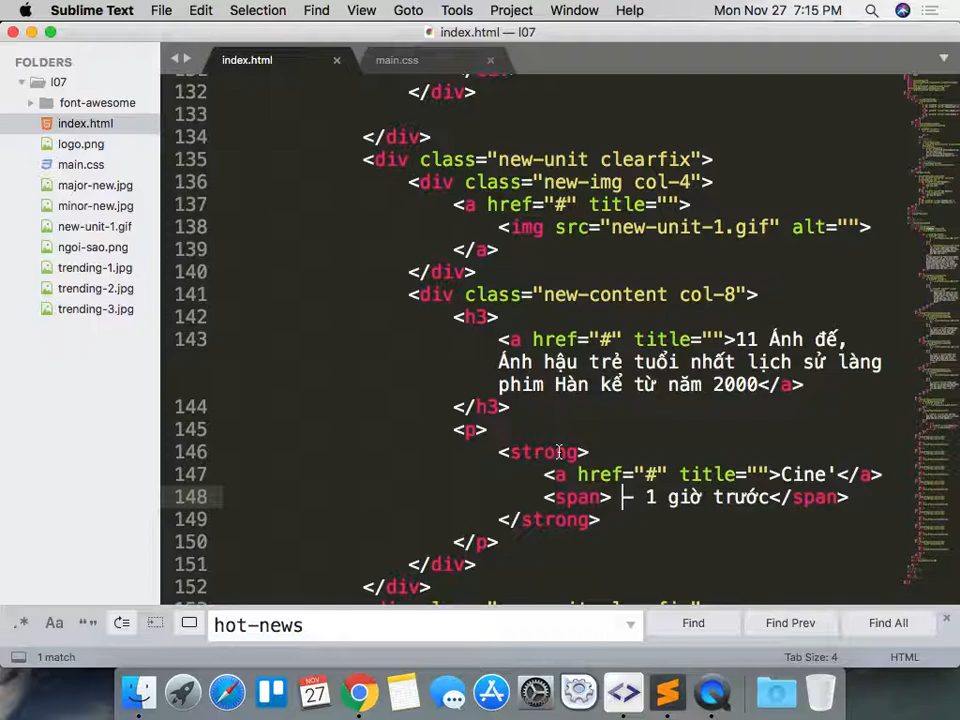 Sublime Text File Edit Selection Find View Goto Tools Project Window Help Mon Nov 27 7:15 PM
index.html — l07
FOLDERS
l07
font-awesome
index.html
logo.png
main.css
major-new.jpg
minor-new.jpg
new-unit-1.gif
ngoi-sao.png
trending-1.jpg
trending-2.jpg
trending-3.jpg
index.html × main.css ×
132 </div>
133
134 </div>
135 <div class="new-unit clearfix">
136 <div class="new-img col-4">
137 <a href="#" title="">
138 <img src="new-unit-1.gif" alt="">
139 </a>
140 </div>
141 <div class="new-content col-8">
142 <h3>
143 <a href="#" title="">11 Ánh đế,
Ánh hậu trẻ tuổi nhất lịch sử làng
phim Hàn kể từ năm 2000</a>
144 </h3>
145 <p>
146 <strong>
147 <a href="#" title="">Cine'</a>
148 <span> - 1 giờ trước</span>
149 </strong>
150 </p>
151 </div>
152 </div>
.* Aa “” hot-news Find Find Prev Find All
1 match Tab Size: 4 HTML
NOV
27